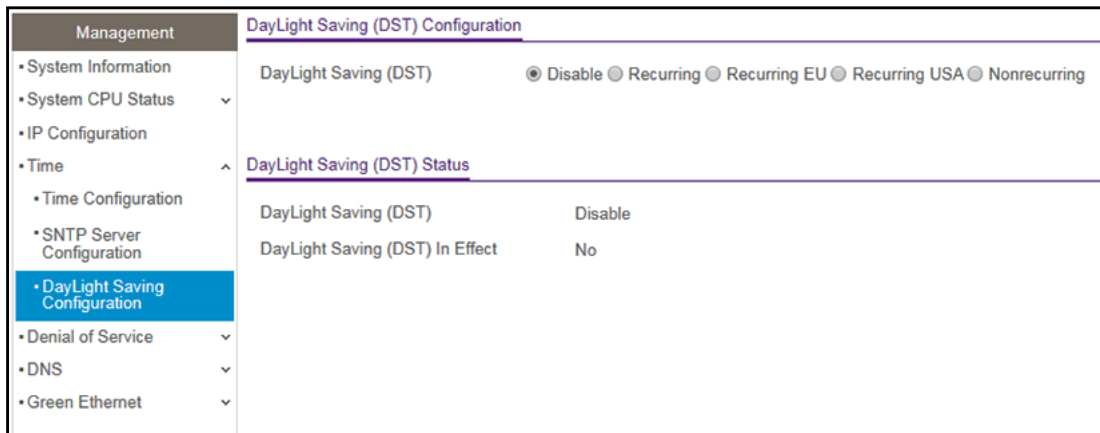 Management
System Information
System CPU Status
IP Configuration
Time
Time Configuration
SNTP Server
Configuration
DayLight Saving
Configuration
Denial of Service
DNS
Green Ethernet
DayLight Saving (DST) Configuration
DayLight Saving (DST) Disable Recurring Recurring EU Recurring USA Nonrecurring
DayLight Saving (DST) Status
DayLight Saving (DST) Disable
DayLight Saving (DST) In Effect No